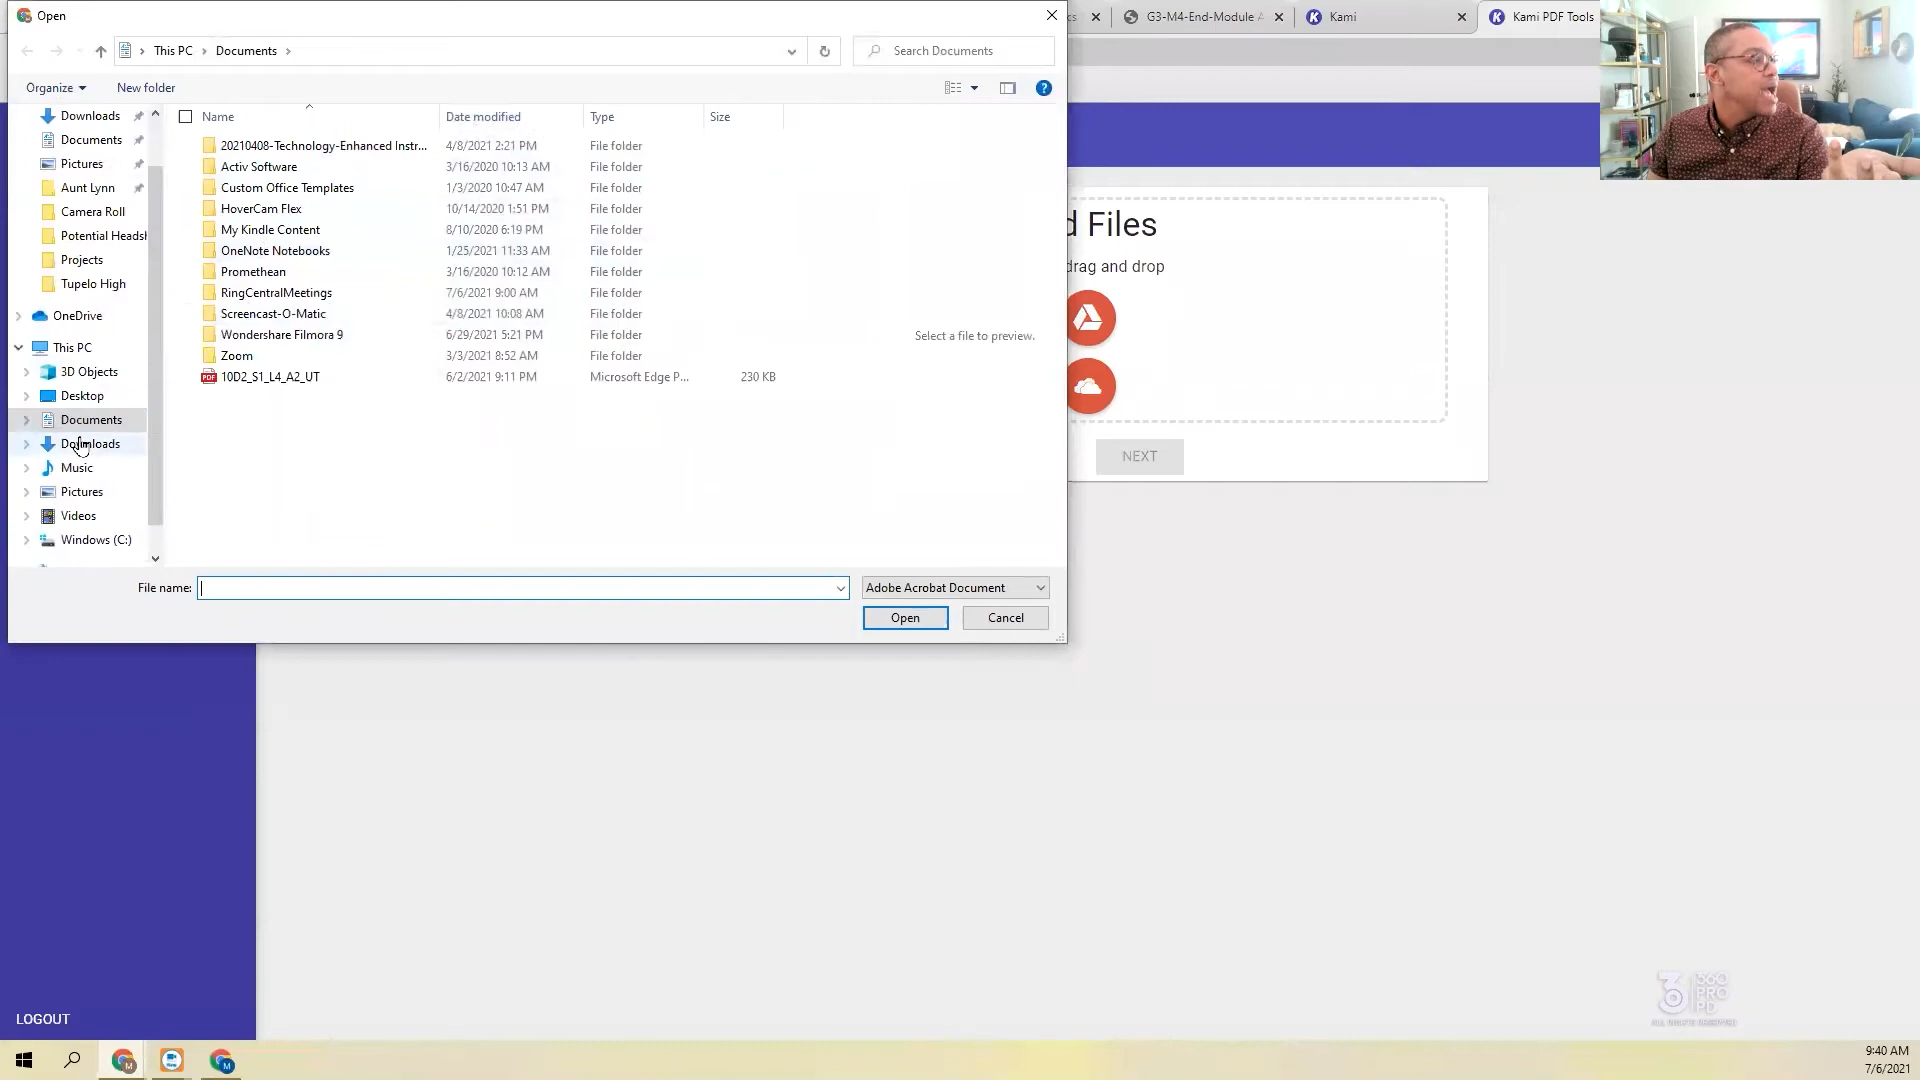 Open
cs
G3-M4-End-Module A
Kami
Kami PDF Tools
This PC
Documents
Search Documents
Organize
New folder
Downloads
Documents
Pictures
Aunt Lynn
Camera Roll
Potential Headsh
Projects
Tupelo High
OneDrive
This PC
3D Objects
Desktop
Documents
Downloads
Music
Pictures
Videos
Windows (C:)
Name Date modified Type Size
20210408-Technology-Enhanced Instr... 4/8/2021 2:21 PM File folder
Activ Software 3/16/2020 10:13 AM File folder
Custom Office Templates 1/3/2020 10:47 AM File folder
HoverCam Flex 10/14/2020 1:51 PM File folder
My Kindle Content 8/10/2020 6:19 PM File folder
OneNote Notebooks 1/25/2021 11:33 AM File folder
Promethean 3/16/2020 10:12 AM File folder
RingCentralMeetings 7/6/2021 9:00 AM File folder
Screencast-O-Matic 4/8/2021 10:08 AM File folder
Wondershare Filmora 9 6/29/2021 5:21 PM File folder
Zoom 3/3/2021 8:52 AM File folder
PDF 10D2_S1_L4_A2_UT 6/2/2021 9:11 PM Microsoft Edge P... 230 KB
Select a file to preview.
File name:
Adobe Acrobat Document
Open
Cancel
d Files
drag and drop
NEXT
LOGOUT
36 360
PRO
PD
ALL RIGHTS RESERVED
9:40 AM
7/6/2021